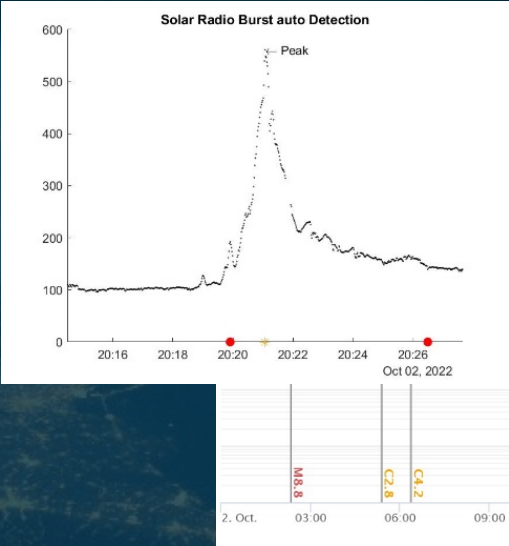 Solar Radio Burst auto Detection
600
Peak
500
400
300
200
100
0
20:16 20:18 20:20 20:22 20:24 20:26
Oct 02, 2022
M8.8 C2.8 C4.2
2. Oct. 03:00 06:00 09:00